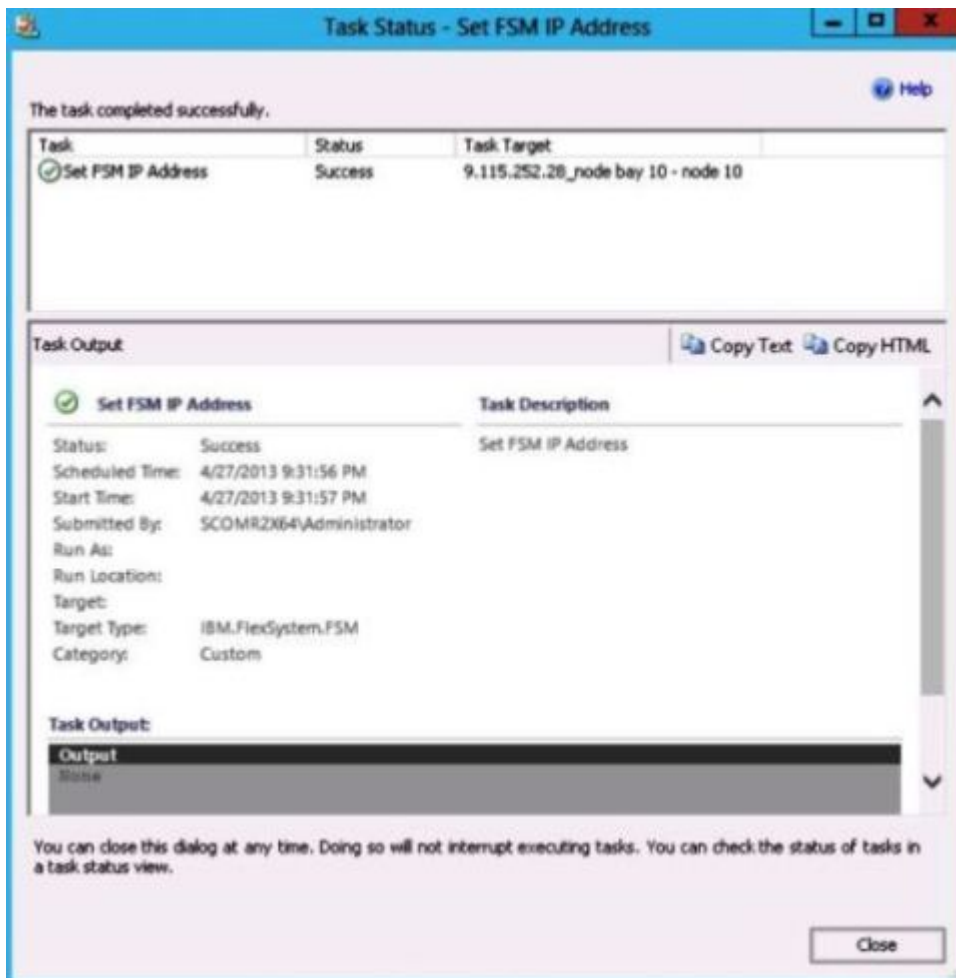 Task Status - Set FSM IP Address
Help
The task completed successfully.
Task Status Task Target
Set FSM IP Address Success 9.115.252.28_node bay 10 - node 10
Task Output Copy Text Copy HTML
Set FSM IP Address Task Description
Status: Success Set FSM IP Address
Scheduled Time: 4/27/2013 9:31:56 PM
Start Time: 4/27/2013 9:31:57 PM
Submitted By: SCOMR2X64\Administrator
Run As:
Run Location:
Target:
Target Type: IBM.FlexSystem.FSM
Category: Custom
Task Output:
Output
None
You can close this dialog at any time. Doing so will not interrupt executing tasks. You can check the status of tasks in
a task status view.
Close